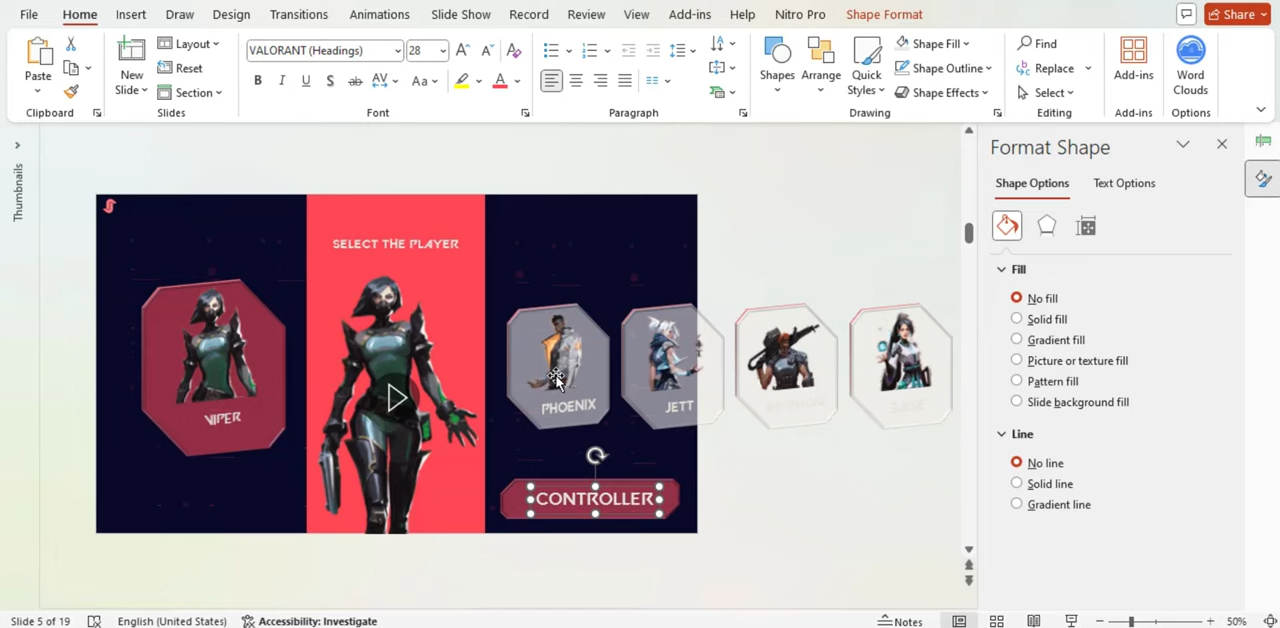 File Home Insert Draw Design Transitions Animations Slide Show Record Review View Add-ins Help Nitro Pro Shape Format Share
VALORANT (Headings) 28
Paste
New
Slide
Layout
Reset
Section
B I U S ab AV Aa A
Shapes Arrange Quick
Styles
Shape Fill
Shape Outline
Shape Effects
Find
Replace
Select
Add-ins
Word
Clouds
Clipboard Slides Font Paragraph Drawing Editing Add-ins Options
Thumbnails
SELECT THE PLAYER
VIPER
PHOENIX
JETT
SAGE
CONTROLLER
Format Shape
Shape Options Text Options
Fill
No fill
Solid fill
Gradient fill
Picture or texture fill
Pattern fill
Slide background fill
Line
No line
Solid line
Gradient line
Slide 5 of 19 English (United States) Accessibility: Investigate Notes 50%